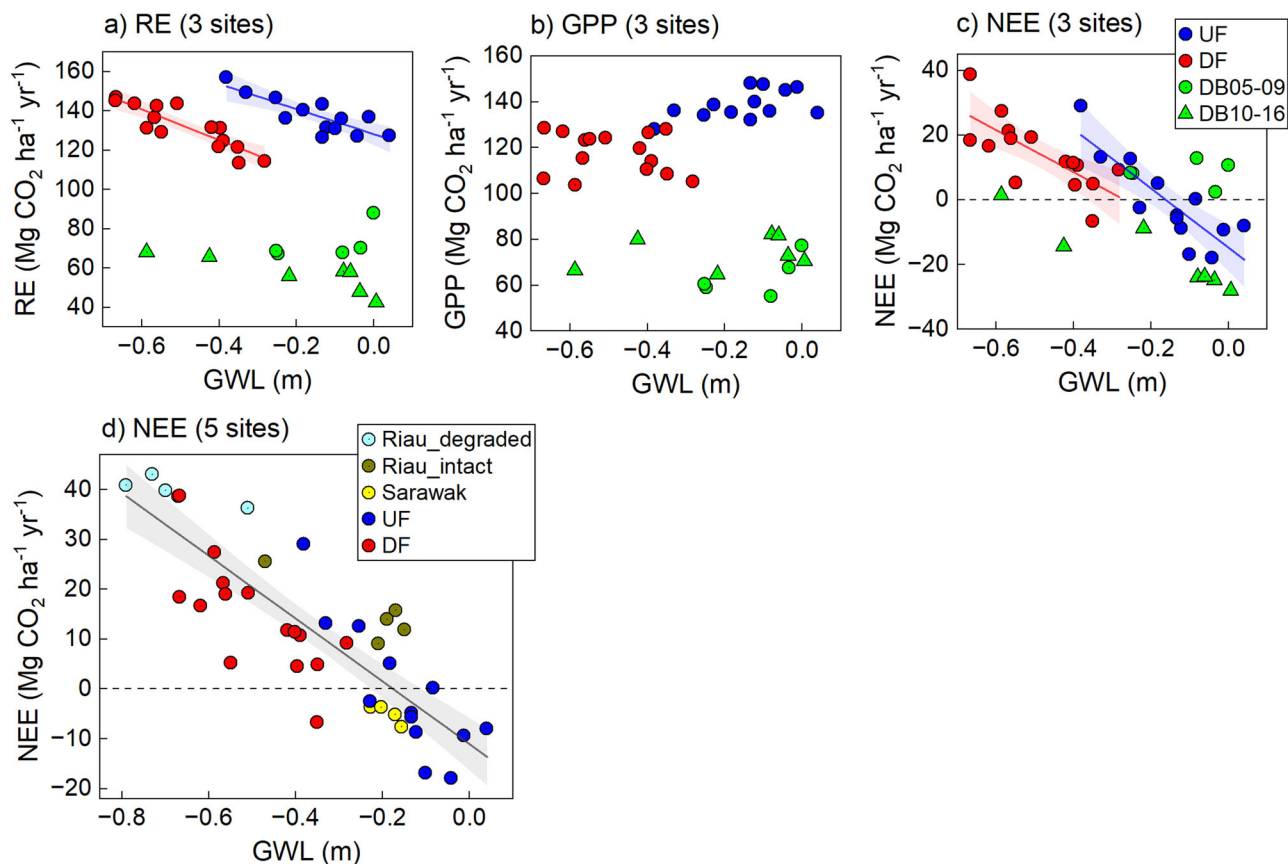 a) RE (3 sites)
RE (Mg CO₂ ha⁻¹ yr⁻¹)
160
140
120
100
80
60
40
−0.6 −0.4 −0.2 0.0
GWL (m)
b) GPP (3 sites)
GPP (Mg CO₂ ha⁻¹ yr⁻¹)
160
140
120
100
80
60
40
−0.6 −0.4 −0.2 0.0
GWL (m)
c) NEE (3 sites)
UF
DF
DB05-09
DB10-16
NEE (Mg CO₂ ha⁻¹ yr⁻¹)
40
20
0
−20
−40
−0.6 −0.4 −0.2 0.0
GWL (m)
d) NEE (5 sites)
Riau_degraded
Riau_intact
Sarawak
UF
DF
NEE (Mg CO₂ ha⁻¹ yr⁻¹)
40
30
20
10
0
−10
−20
−0.8 −0.6 −0.4 −0.2 0.0
GWL (m)